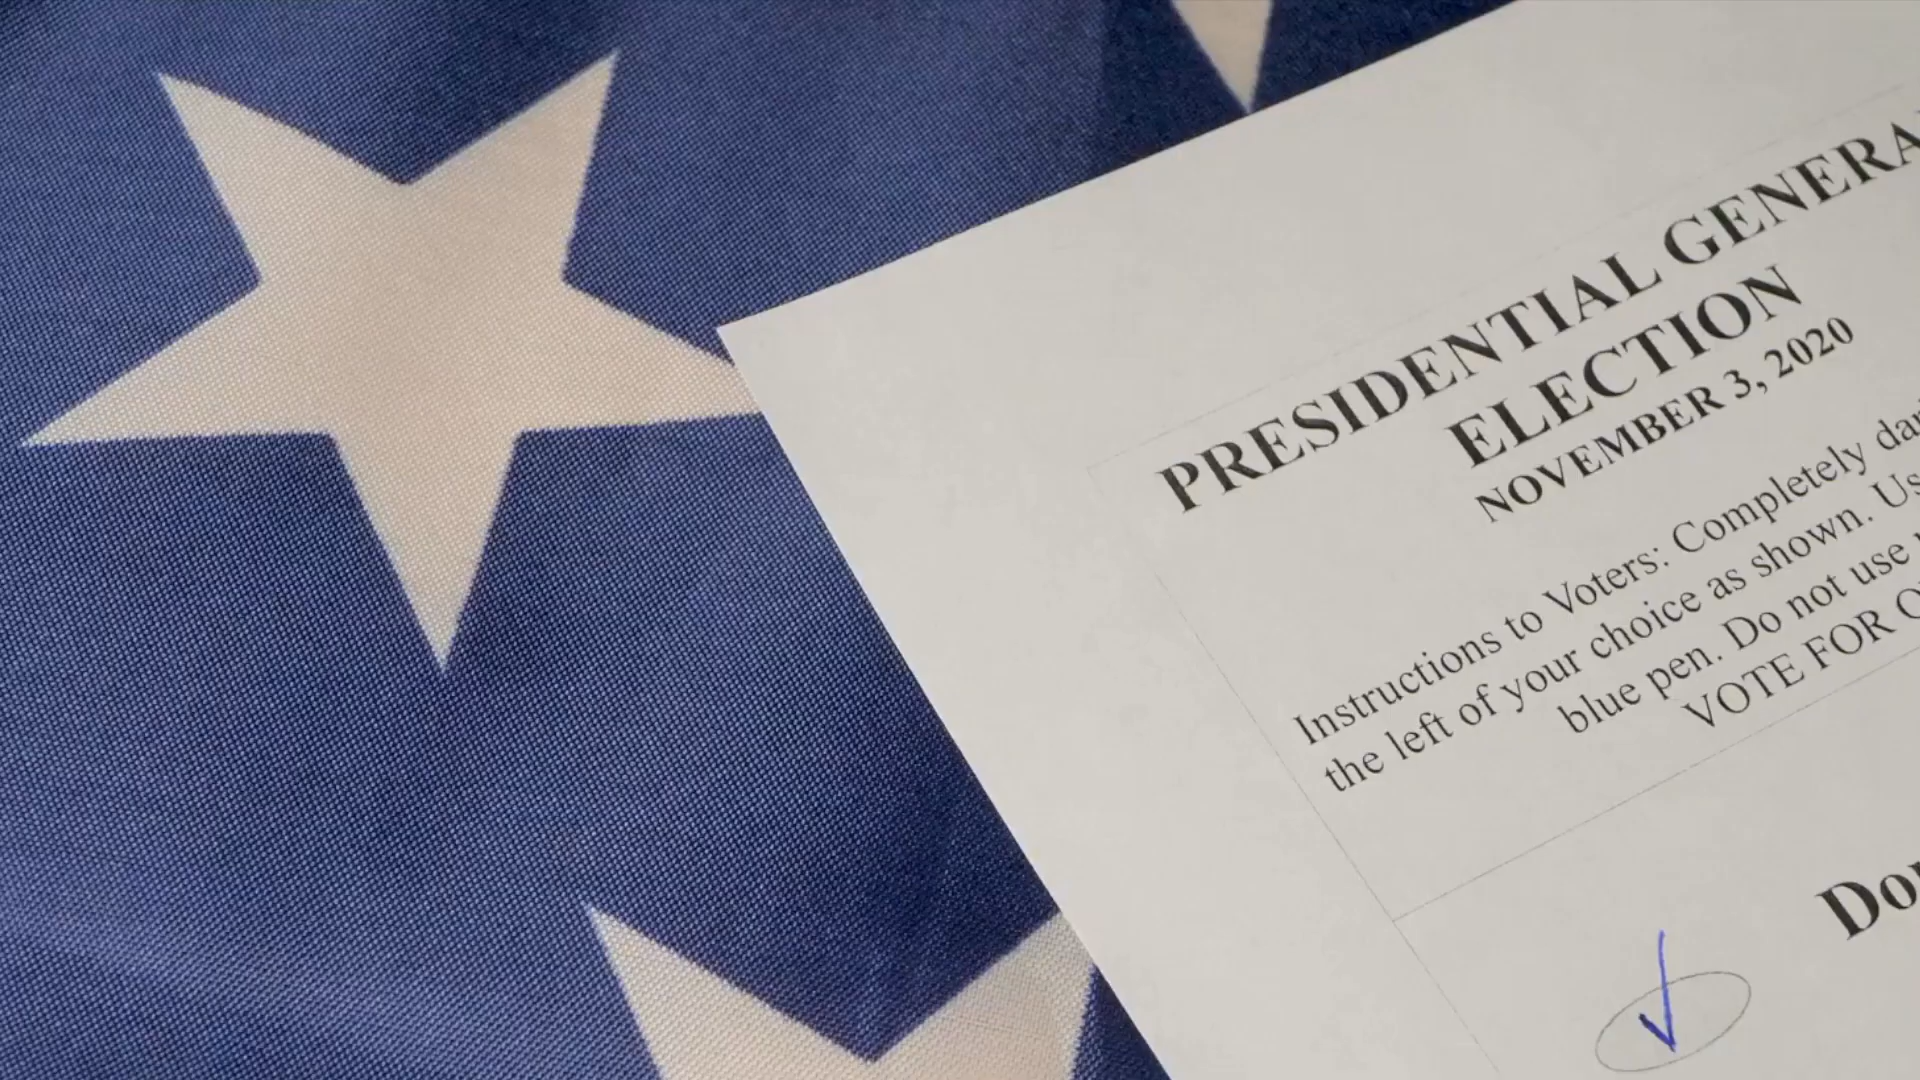 PRESIDENTIAL GENERA
ELECTION
NOVEMBER 3, 2020
Instructions to Voters: Completely dar
the left of your choice as shown. Us
blue pen. Do not use
VOTE FOR O
Do